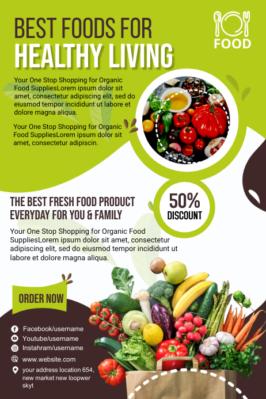 BEST FOODS FOR
HEALTHY LIVING
FOOD
Your One Stop Shopping for Organic
Food SuppliesLorem ipsum dolor sit
amet, consectetur adipiscing elit, sed do
eiusmod tempor incididunt ut labore et
dolore magna aliqua.
Your One Stop Shopping for Organic
Food SuppliesLorem ipsum dolor sit
amet, consectetur adipiscin.
THE BEST FRESH FOOD PRODUCT
EVERYDAY FOR YOU & FAMILY
50%
DISCOUNT
Your One Stop Shopping for Organic Food
SuppliesLorem ipsum dolor sit amet,
consectetur adipiscing elit, sed do eiusmod
tempor incididunt ut labore et dolore
magna aliqua.
ORDER NOW
Facebook/username
Youtube/username
Instahram/username
www.website.com
your address location 654,
new market new loopwer
skyt